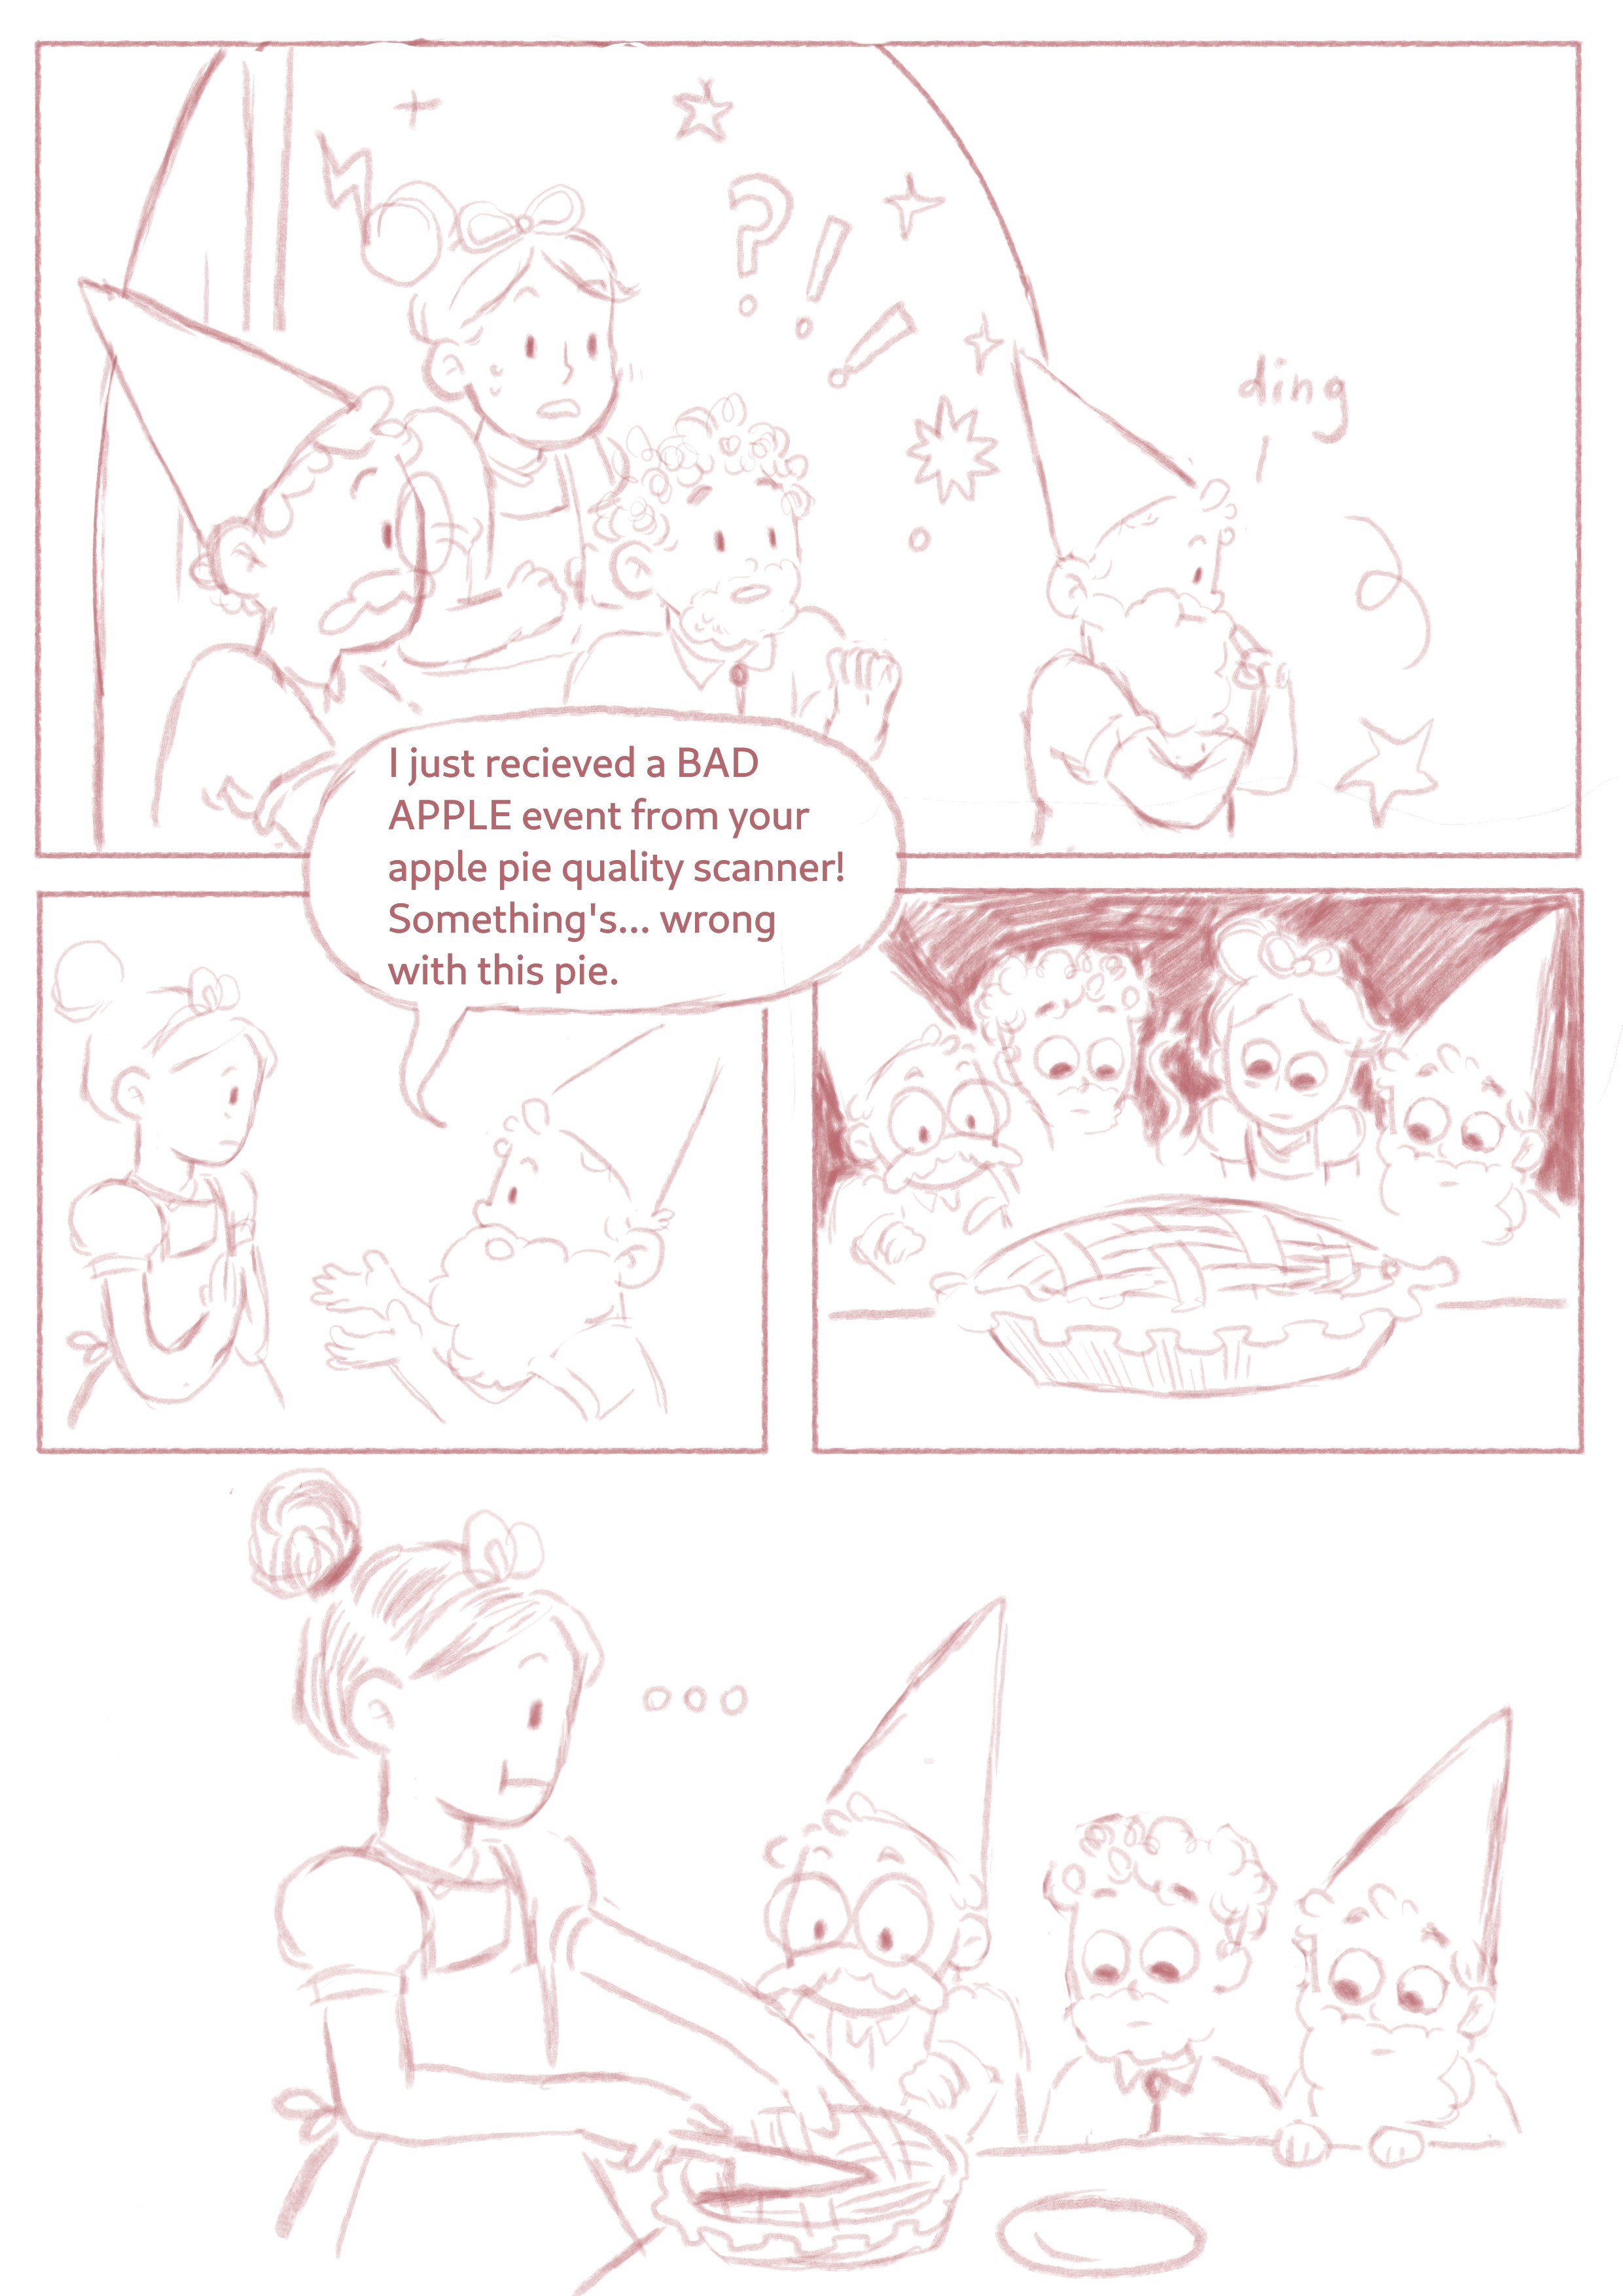 ?!!
ding
I just recieved a BAD
APPLE event from your
apple pie quality scanner!
Something's... wrong
with this pie.
...